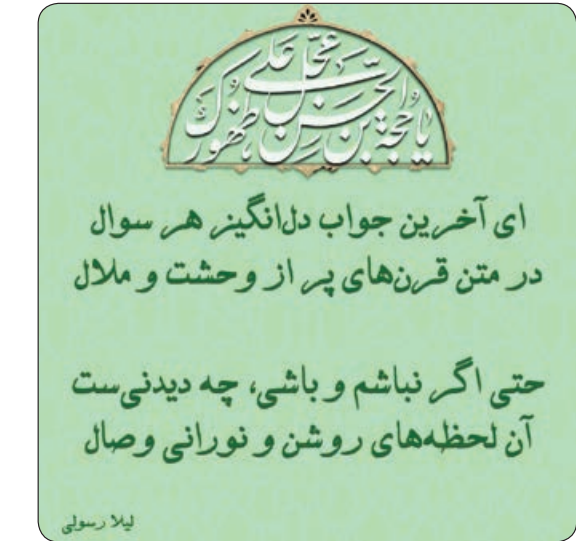 یا حجة بن الحسن عجل علی ظهورک
ای آخرین جواب دل‌انگیز هر سوال
در متن قرن‌های پر از وحشت و ملال
حتی اگر نباشم و باشی، چه دیدنی‌ست
آن لحظه‌های روشن و نورانی وصال
لیلا رسولی